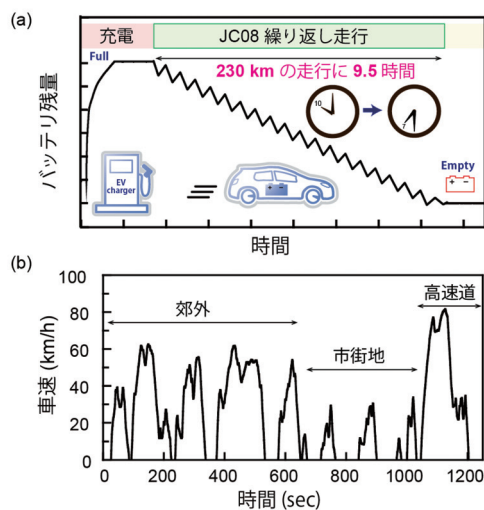 (a)
充電
JC08 繰り返し走行
Full
230 km の走行に 9.5 時間
10
7
バッテリ残量
EV
charger
Empty
時間
(b)
100
80
60
40
20
0
車速 (km/h)
郊外
市街地
高速道
0 200 400 600 800 1000 1200
時間 (sec)